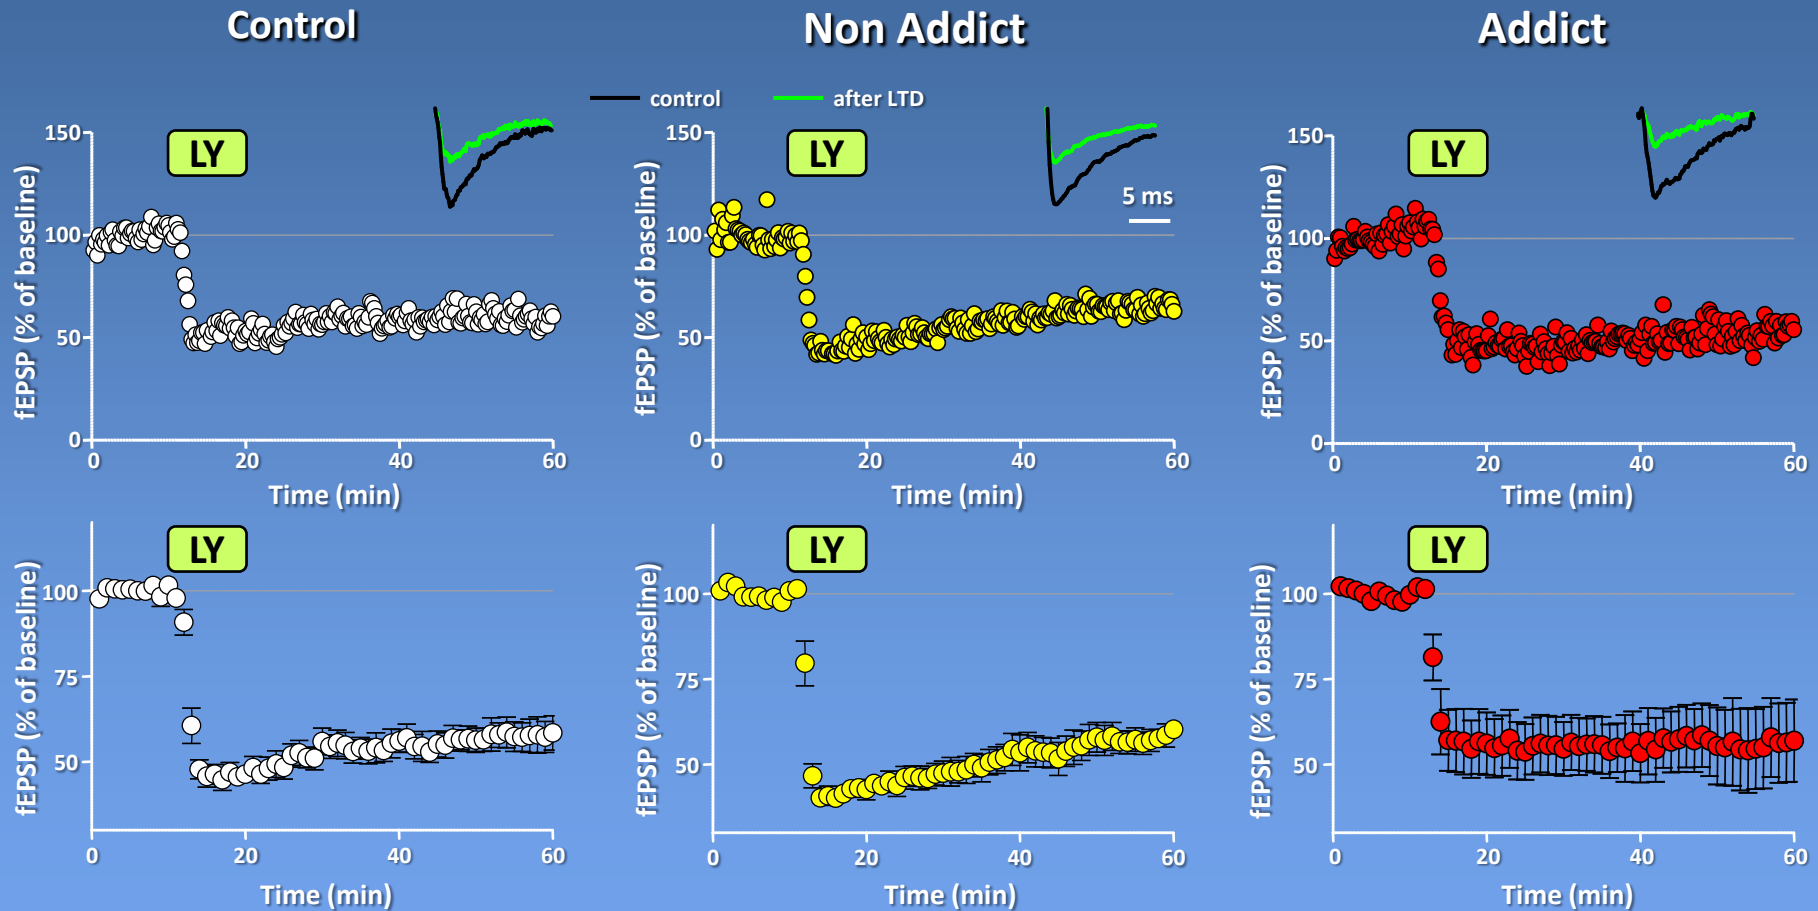 Control
Non Addict
Addict
control
after LTD
LY
LY
LY
5 ms
fEPSP (% of baseline)
150
100
50
0
0
20
40
60
Time (min)
fEPSP (% of baseline)
150
100
50
0
0
20
40
60
Time (min)
fEPSP (% of baseline)
150
100
50
0
0
20
40
60
Time (min)
LY
fEPSP (% of baseline)
100
75
50
0
20
40
60
Time (min)
LY
fEPSP (% of baseline)
100
75
50
0
20
40
60
Time (min)
LY
fEPSP (% of baseline)
100
75
50
0
20
40
60
Time (min)